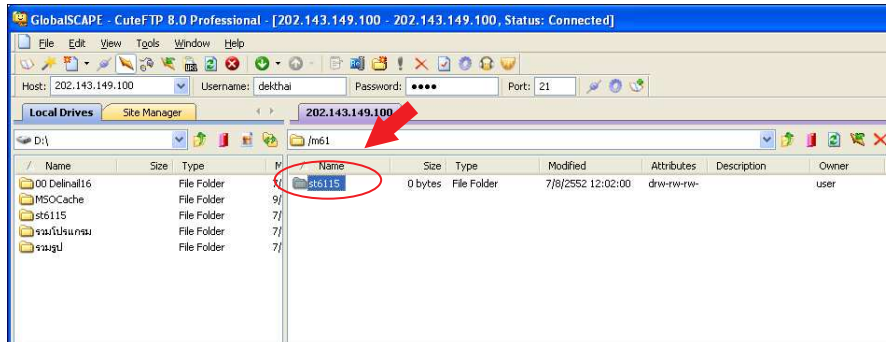 GlobalSCAPE - CuteFTP 8.0 Professional - [202.143.149.100 - 202.143.149.100, Status: Connected]
File Edit View Tools Window Help
Host: 202.143.149.100 Username: dekthai Password: ●●●● Port: 21
Local Drives Site Manager 202.143.149.100
D:\ /m61
/ Name Size Type M / Name Size Type Modified Attributes Description Owner
00 Delinail16 File Folder 7/ st6115 0 bytes File Folder 7/8/2552 12:02:00 drw-rw-rw- user
MSOCache File Folder 9/
st6115 File Folder 7/
รวมโปรแกรม File Folder 7/
รวมรูป File Folder 7/